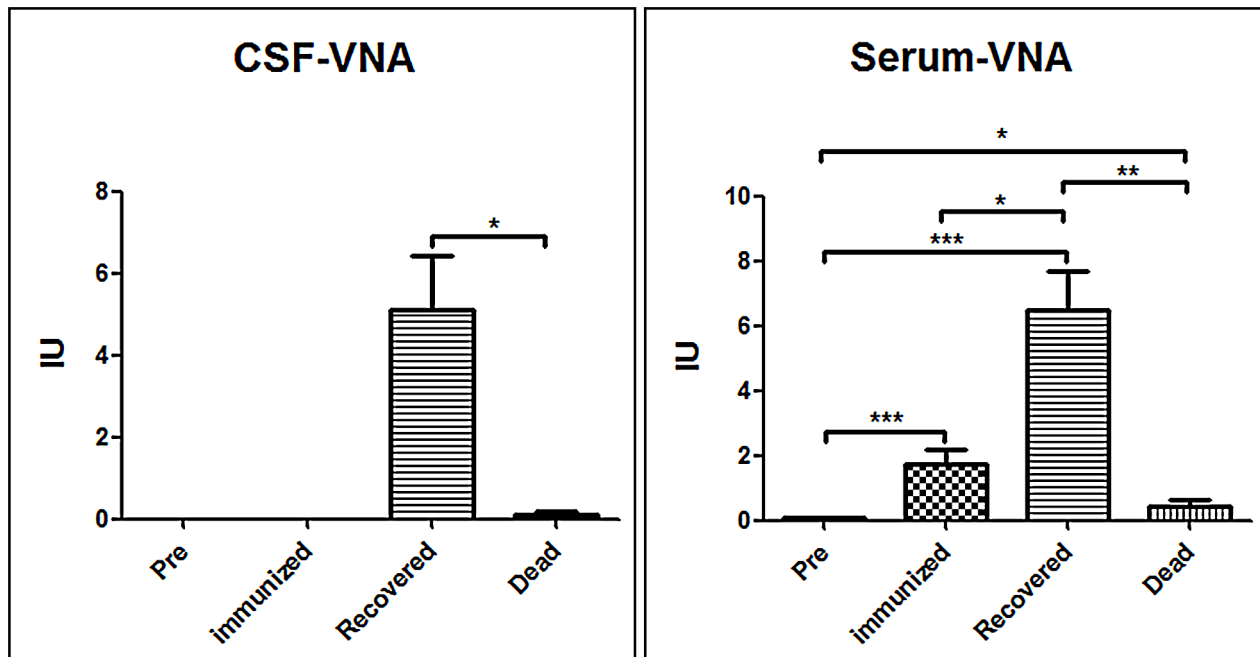 CSF-VNA
8
6
4
2
0
IU
*
Pre
immunized
Recovered
Dead
Serum-VNA
10
8
6
4
2
0
IU
*
**
*
***
***
Pre
immunized
Recovered
Dead